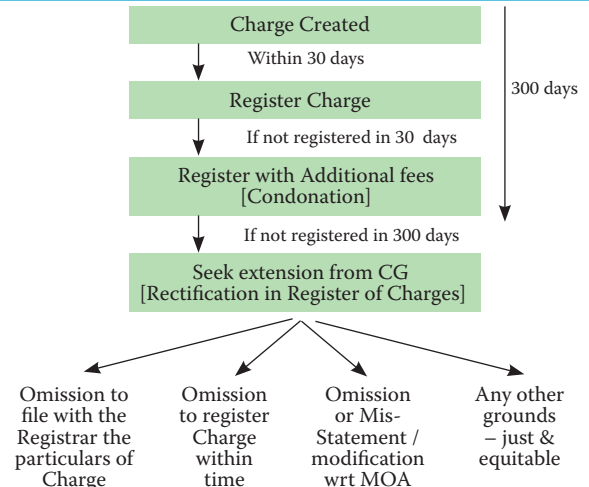 Charge Created
Within 30 days
300 days
Register Charge
If not registered in 30 days
Register with Additional fees
[Condonation]
If not registered in 300 days
Seek extension from CG
[Rectification in Register of Charges]
Omission to
file with the
Registrar the
particulars of
Charge
Omission
to register
Charge
within
time
Omission
or Mis-
Statement /
modification
wrt MOA
Any other
grounds
– just &
equitable